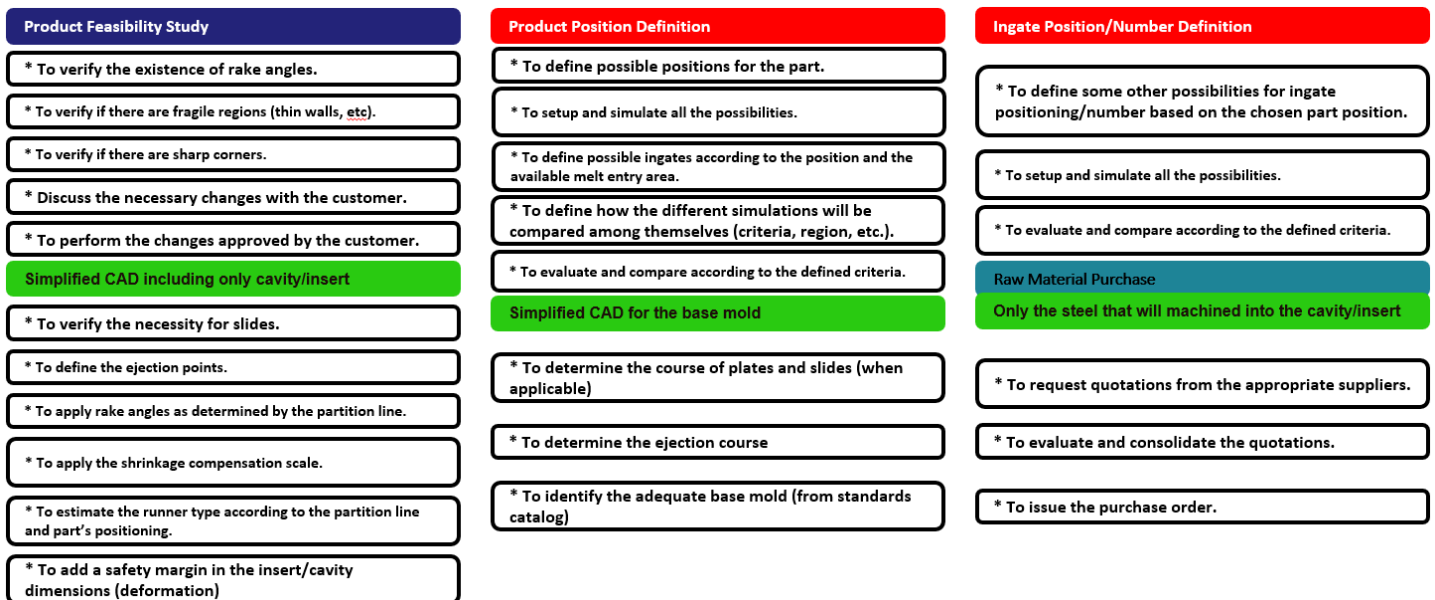 Product Feasibility Study
* To verify the existence of rake angles.
* To verify if there are fragile regions (thin walls, etc).
* To verify if there are sharp corners.
* Discuss the necessary changes with the customer.
* To perform the changes approved by the customer.
Simplified CAD including only cavity/insert
* To verify the necessity for slides.
* To define the ejection points.
* To apply rake angles as determined by the partition line.
* To apply the shrinkage compensation scale.
* To estimate the runner type according to the partition line
and part's positioning.
* To add a safety margin in the insert/cavity
dimensions (deformation)
Product Position Definition
* To define possible positions for the part.
* To setup and simulate all the possibilities.
* To define possible ingates according to the position and the
available melt entry area.
* To define how the different simulations will be
compared among themselves (criteria, region, etc.).
* To evaluate and compare according to the defined criteria.
Simplified CAD for the base mold
* To determine the course of plates and slides (when
applicable)
* To determine the ejection course
* To identify the adequate base mold (from standards
catalog)
Ingate Position/Number Definition
* To define some other possibilities for ingate
positioning/number based on the chosen part position.
* To setup and simulate all the possibilities.
* To evaluate and compare according to the defined criteria.
Raw Material Purchase
Only the steel that will machined into the cavity/insert
* To request quotations from the appropriate suppliers.
* To evaluate and consolidate the quotations.
* To issue the purchase order.